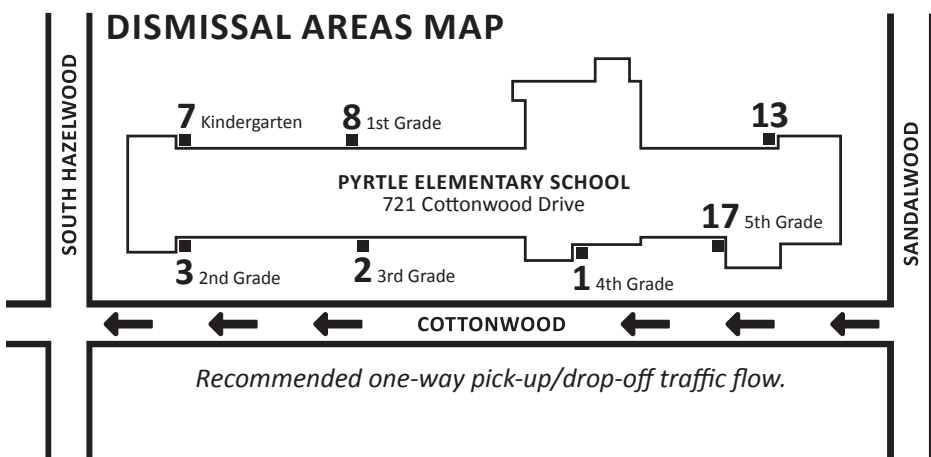 DISMISSAL AREAS MAP
SOUTH HAZELWOOD
7 Kindergarten
8 1st Grade
13
PYRTLE ELEMENTARY SCHOOL
721 Cottonwood Drive
17 5th Grade
SANDALWOOD
3 2nd Grade
2 3rd Grade
1 4th Grade
COTTONWOOD
Recommended one-way pick-up/drop-off traffic flow.